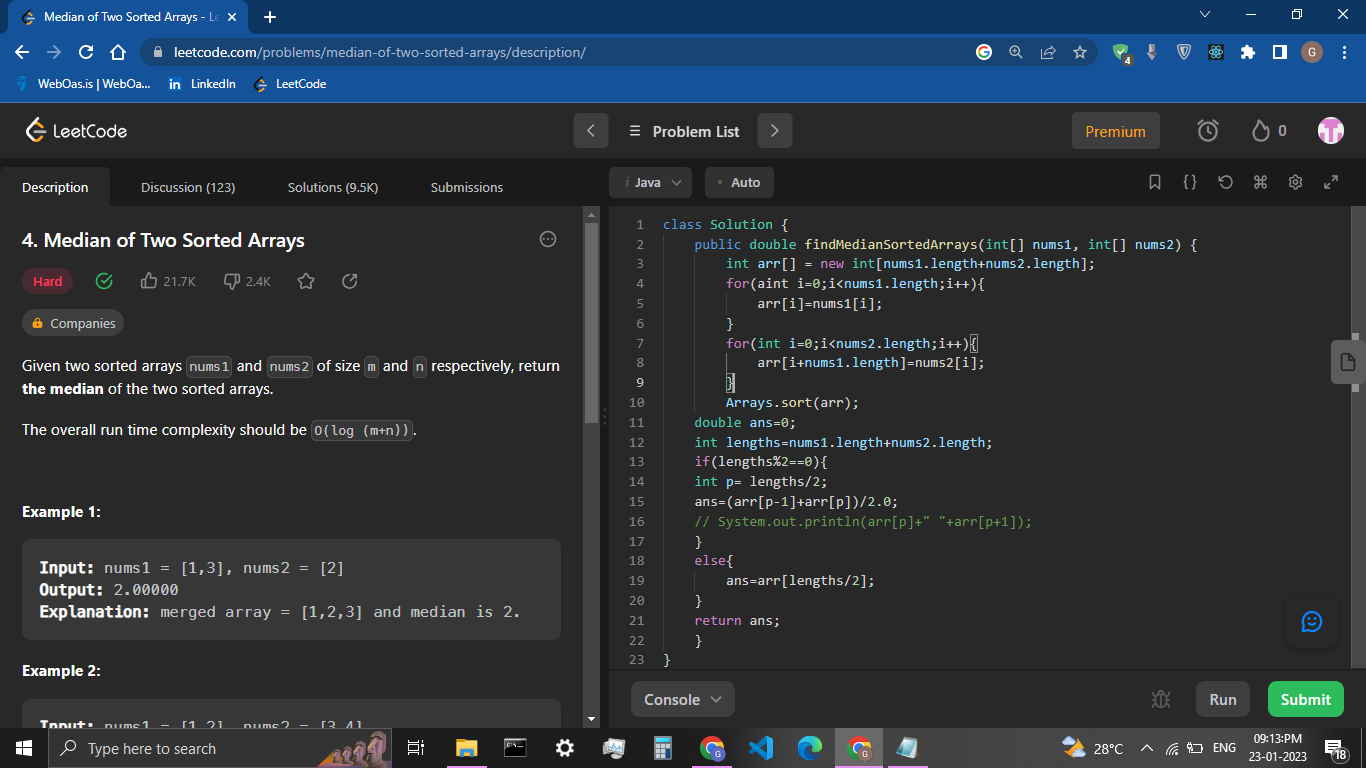 Median of Two Sorted Arrays - Le
leetcode.com/problems/median-of-two-sorted-arrays/description/
4
G
WebOas.is | WebOa...
in LinkedIn
LeetCode
LeetCode
Problem List
Premium
0
Description
Discussion (123)
Solutions (9.5K)
Submissions
i Java
• Auto
{}
4. Median of Two Sorted Arrays
Hard
21.7K
2.4K
Companies
Given two sorted arrays nums1 and nums2 of size m and n respectively, return
the median of the two sorted arrays.
The overall run time complexity should be O(log (m+n)).
Example 1:
Input: nums1 = [1,3], nums2 = [2]
Output: 2.00000
Explanation: merged array = [1,2,3] and median is 2.
Example 2:
Input: nums1 = [1,2], nums2 = [3,4]
1 class Solution {
2 public double findMedianSortedArrays(int[] nums1, int[] nums2) {
3 int arr[] = new int[nums1.length+nums2.length];
4 for(aint i=0;i<nums1.length;i++){
5 arr[i]=nums1[i];
6 }
7 for(int i=0;i<nums2.length;i++){
8 arr[i+nums1.length]=nums2[i];
9 }
10 Arrays.sort(arr);
11 double ans=0;
12 int lengths=nums1.length+nums2.length;
13 if(lengths%2==0){
14 int p= lengths/2;
15 ans=(arr[p-1]+arr[p])/2.0;
16 // System.out.println(arr[p]+" "+arr[p+1]);
17 }
18 else{
19 ans=arr[lengths/2];
20 }
21 return ans;
22 }
23 }
Console
Run
Submit
Type here to search
G
G
28°C
ENG
09:13:PM
23-01-2023
18